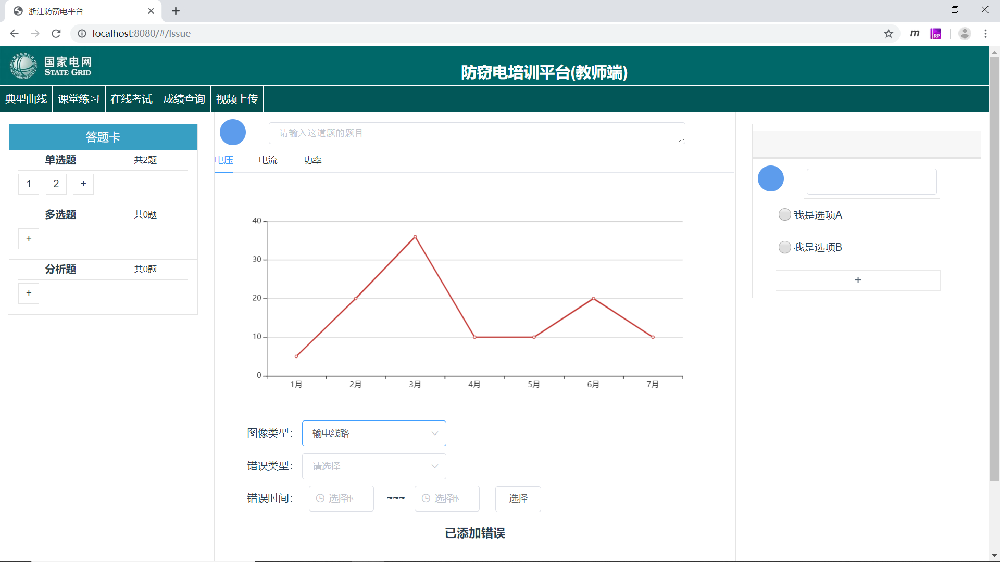 浙江防窃电平台
localhost:8080/#/Issue
国家电网
STATE GRID
防窃电培训平台(教师端)
典型曲线 课堂练习 在线考试 成绩查询 视频上传
答题卡
单选题 共2题
1 2 +
多选题 共0题
+
分析题 共0题
+
请输入这道题的题目
电压 电流 功率
40
30
20
10
0
1月 2月 3月 4月 5月 6月 7月
图像类型: 输电线路
错误类型: 请选择
错误时间: 选择时 ~~~ 选择时 选择
已添加错误
我是选项A
我是选项B
+